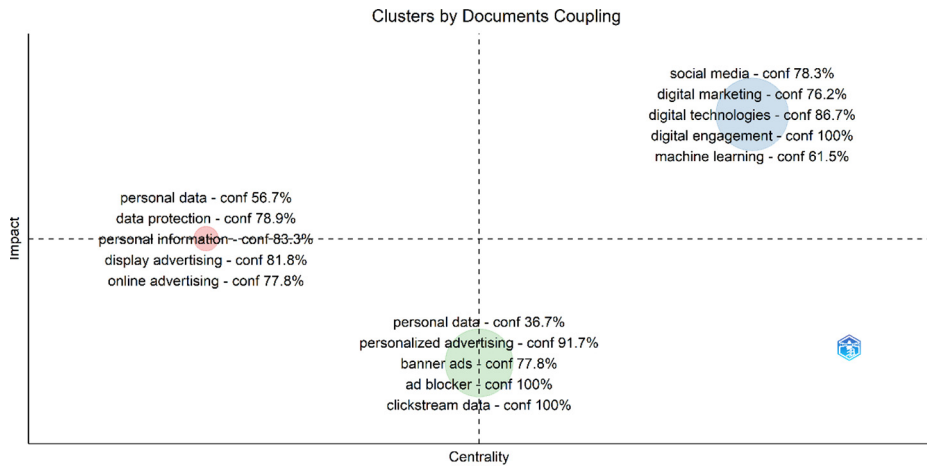 Clusters by Documents Coupling
social media - conf 78.3%
digital marketing - conf 76.2%
digital technologies - conf 86.7%
digital engagement - conf 100%
machine learning - conf 61.5%
personal data - conf 56.7%
data protection - conf 78.9%
personal information - conf 83.3%
display advertising - conf 81.8%
online advertising - conf 77.8%
Impact
personal data - conf 36.7%
personalized advertising - conf 91.7%
banner ads - conf 77.8%
ad blocker - conf 100%
clickstream data - conf 100%
Centrality